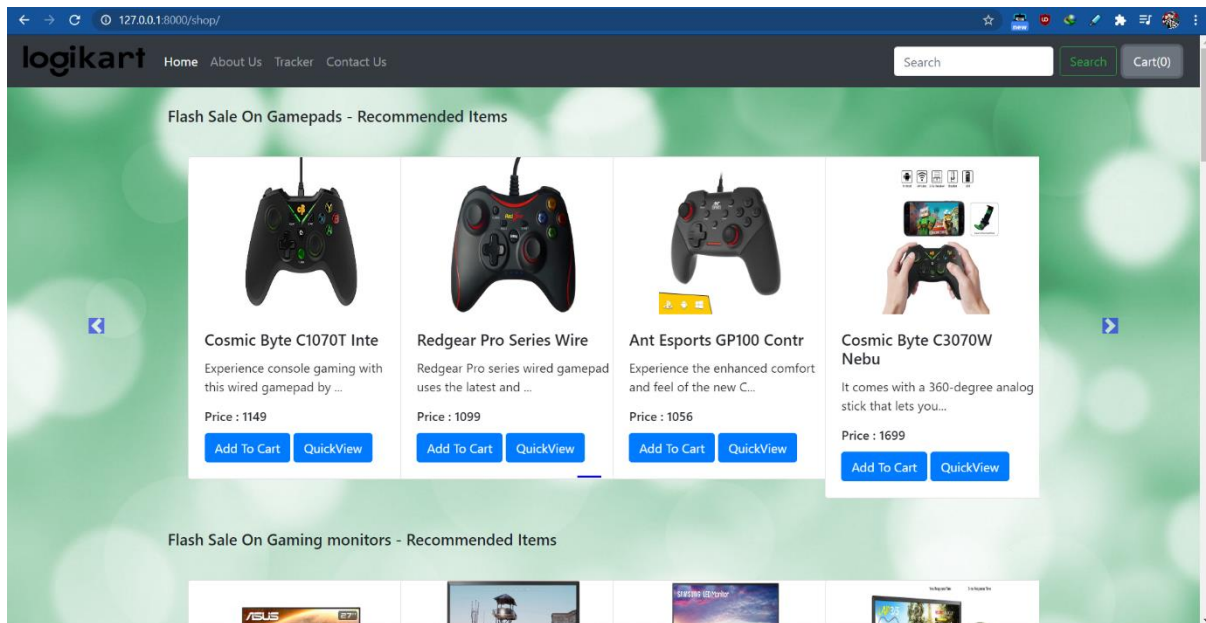 127.0.0.1:8000/shop/
logikart Home About Us Tracker Contact Us Search Search Cart(0)
Flash Sale On Gamepads - Recommended Items
Cosmic Byte C1070T Inte
Experience console gaming with
this wired gamepad by ...
Price : 1149
Add To Cart QuickView
Redgear Pro Series Wire
Redgear Pro series wired gamepad
uses the latest and ...
Price : 1099
Add To Cart QuickView
Ant Esports GP100 Contr
Experience the enhanced comfort
and feel of the new C...
Price : 1056
Add To Cart QuickView
Cosmic Byte C3070W
Nebu
It comes with a 360-degree analog
stick that lets you...
Price : 1699
Add To Cart QuickView
Flash Sale On Gaming monitors - Recommended Items
ASUS 27"
SAMSUNG LED Monitor